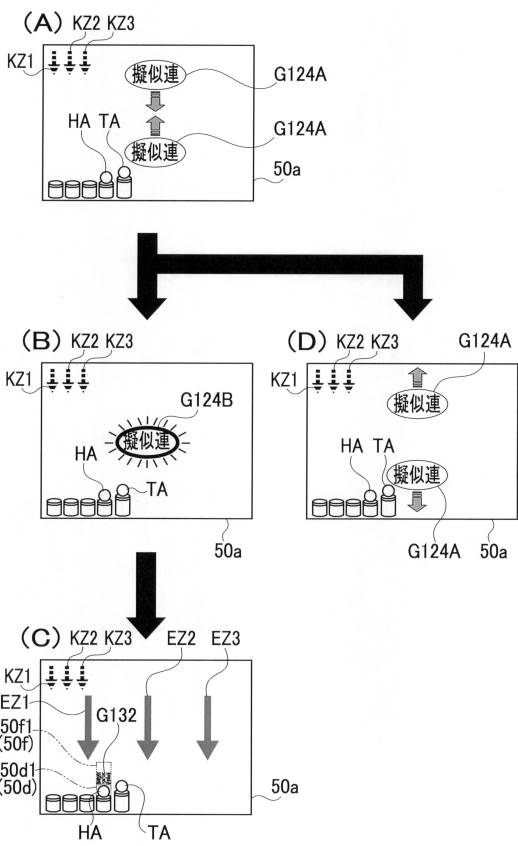 (A) KZ2 KZ3
KZ1
擬似連
G124A
HA TA
G124A
擬似連
50a
(B) KZ2 KZ3
KZ1
G124B
擬似連
HA
TA
50a
(D) KZ2 KZ3
G124A
KZ1
擬似連
HA TA
擬似連
G124A
50a
(C) KZ2 KZ3
EZ2
EZ3
KZ1
EZ1
G132
50f1
(50f)
50d1
(50d)
50a
HA
TA